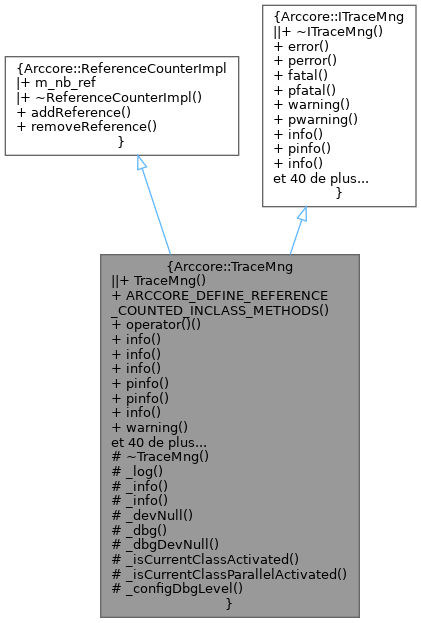 {Arccore::ReferenceCounterImpl
|+ m_nb_ref
|+ ~ReferenceCounterImpl()
+ addReference()
+ removeReference()
}
{Arccore::ITraceMng
||+ ~ITraceMng()
+ error()
+ perror()
+ fatal()
+ pfatal()
+ warning()
+ pwarning()
+ info()
+ pinfo()
+ info()
et 40 de plus...
}
{Arccore::TraceMng
||+ TraceMng()
+ ARCCORE_DEFINE_REFERENCE
_COUNTED_INCLASS_METHODS()
+ operator()()
+ info()
+ info()
+ info()
+ pinfo()
+ pinfo()
+ info()
+ warning()
et 40 de plus...
# ~TraceMng()
# _log()
# _info()
# _info()
# _devNull()
# _dbg()
# _dbgDevNull()
# _isCurrentClassActivated()
# _isCurrentClassParallelActivated()
# _configDbgLevel()
}